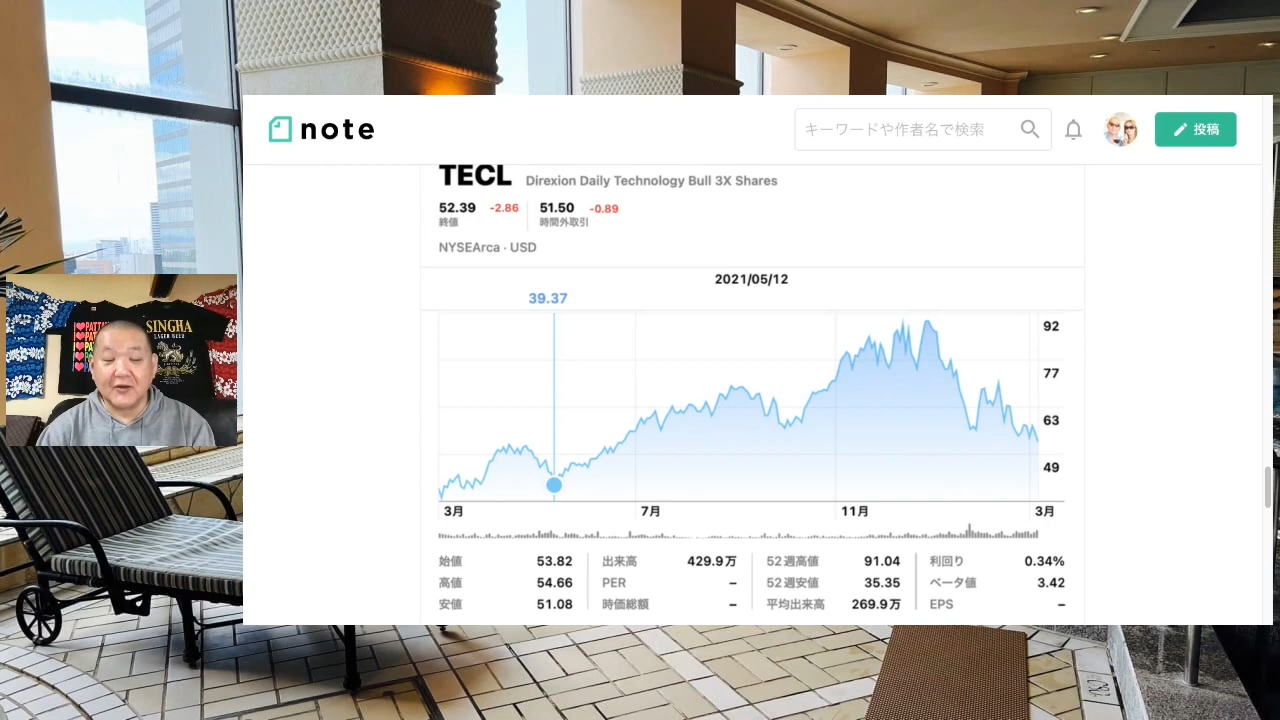 note
キーワードや作者名で検索
投稿
TECL Direxion Daily Technology Bull 3X Shares
52.39 -2.86 51.50 -0.89
終値 時間外取引
NYSEArca · USD
2021/05/12
39.37
92
77
63
49
3月 7月 11月 3月
始値 53.82 出来高 429.9万 52週高値 91.04 利回り 0.34%
高値 54.66 PER – 52週安値 35.35 ベータ値 3.42
安値 51.08 時価総額 – 平均出来高 269.9万 EPS –
SINGHA
LAGER BEER